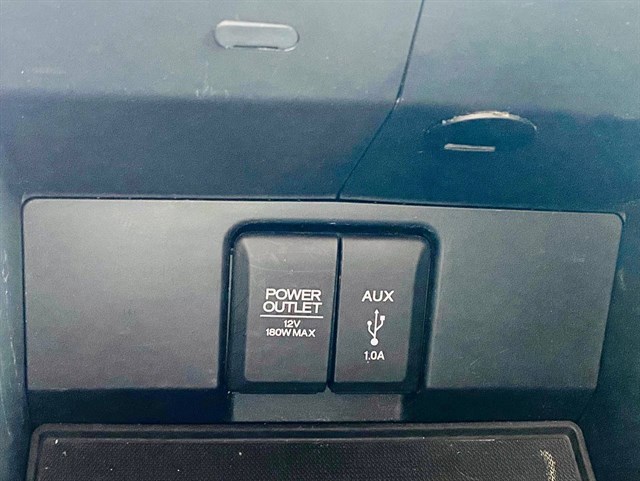 POWER
OUTLET
12V
180W MAX
AUX
1.0A